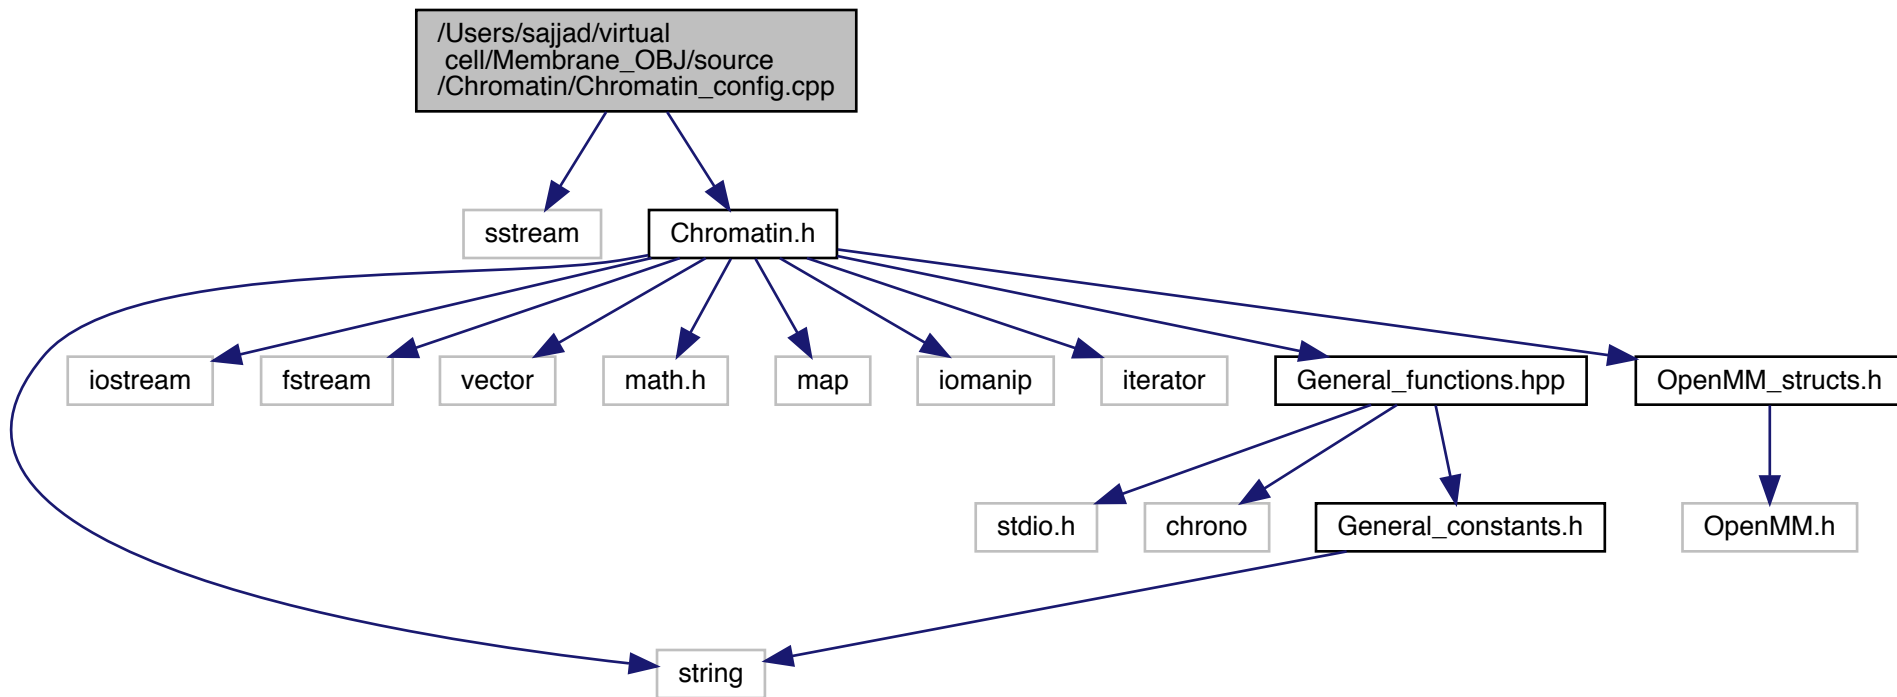 /Users/sajjad/virtual
cell/Membrane_OBJ/source
/Chromatin/Chromatin_config.cpp
sstream
Chromatin.h
iostream
fstream
vector
math.h
map
iomanip
iterator
General_functions.hpp
OpenMM_structs.h
stdio.h
chrono
General_constants.h
OpenMM.h
string